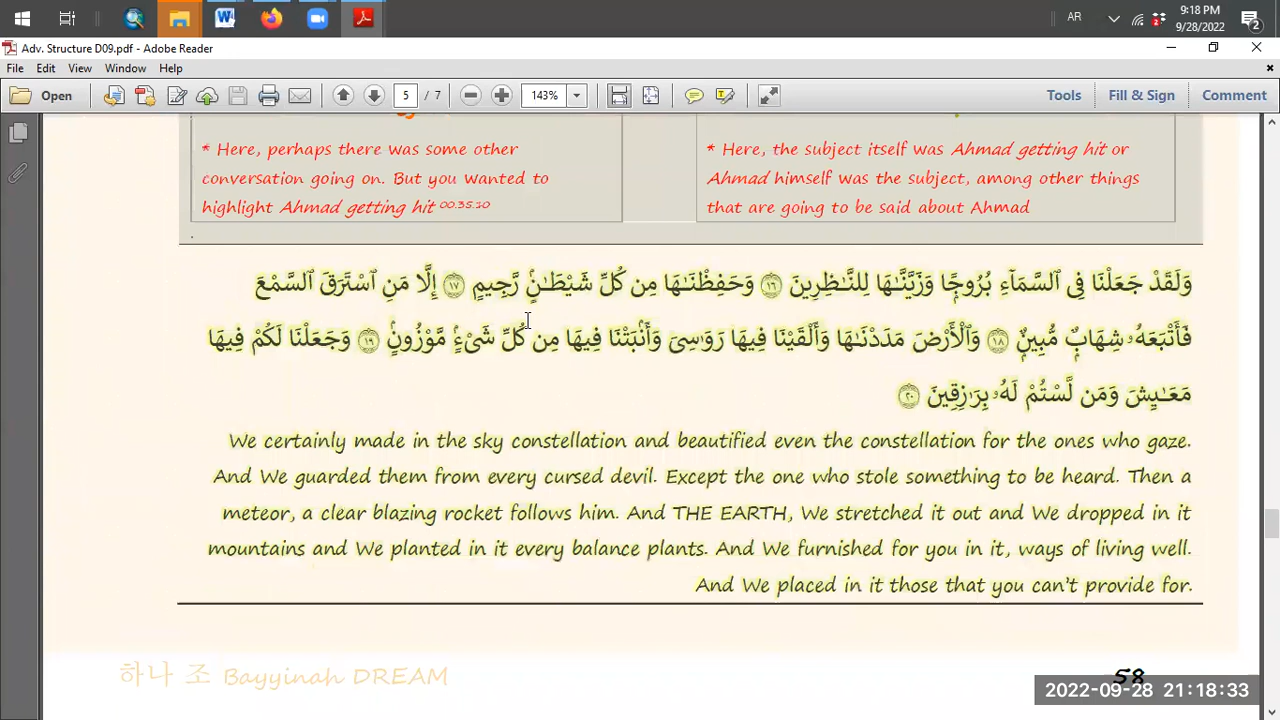 9:18 PM
AR
9/28/2022
2
Adv. Structure D09.pdf - Adobe Reader
File Edit View Window Help
Open 5 / 7 143% Tools Fill & Sign Comment
* Here, perhaps there was some other
conversation going on. But you wanted to
highlight Ahmad getting hit 00.35.20
* Here, the subject itself was Ahmad getting hit or
Ahmad himself was the subject, among other things
that are going to be said about Ahmad
وَلَقَدْ جَعَلْنَا فِى ٱلسَّمَآءِ بُرُوجًۭا وَزَيَّنَّـٰهَا لِلنَّـٰظِرِينَ ١٦ وَحَفِظْنَـٰهَا مِن كُلِّ شَيْطَـٰنٍۢ رَّجِيمٍ ١٧ إِلَّا مَنِ ٱسْتَرَقَ ٱلسَّمْعَ
فَأَتْبَعَهُۥ شِهَابٌۭ مُّبِينٌۭ ١٨ وَٱلْأَرْضَ مَدَدْنَـٰهَا وَأَلْقَيْنَا فِيهَا رَوَٰسِىَ وَأَنۢبَتْنَا فِيهَا مِن كُلِّ شَىْءٍۢ مَّوْزُونٍۢ ١٩ وَجَعَلْنَا لَكُمْ فِيهَا
مَعَـٰيِشَ وَمَن لَّسْتُمْ لَهُۥ بِرَٰزِقِينَ ٢٠
We certainly made in the sky constellation and beautified even the constellation for the ones who gaze.
And We guarded them from every cursed devil. Except the one who stole something to be heard. Then a
meteor, a clear blazing rocket follows him. And THE EARTH, We stretched it out and We dropped in it
mountains and We planted in it every balance plants. And We furnished for you in it, ways of living well.
And We placed in it those that you can't provide for.
하나 조 Bayyinah DREAM
58
2022-09-28 21:18:33